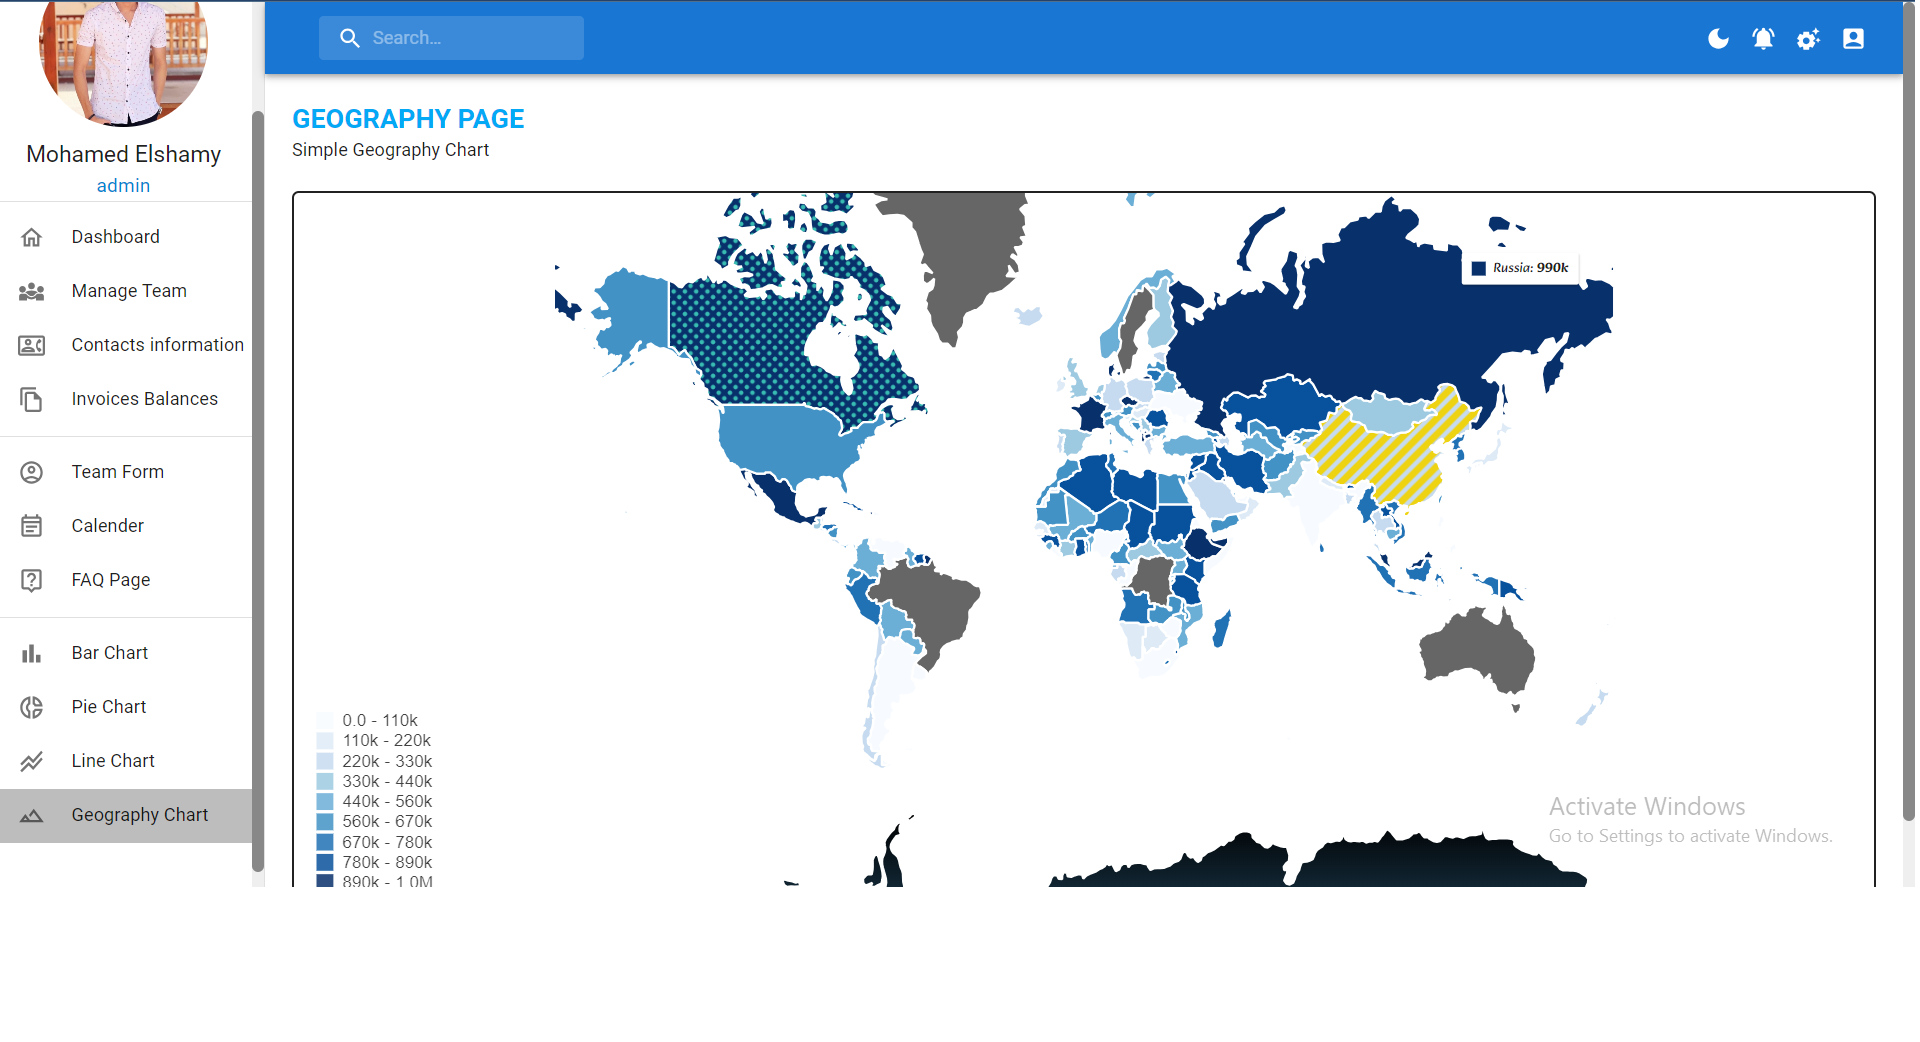 Search...
Mohamed Elshamy
admin
Dashboard
Manage Team
Contacts information
Invoices Balances
Team Form
Calender
FAQ Page
Bar Chart
Pie Chart
Line Chart
Geography Chart
GEOGRAPHY PAGE
Simple Geography Chart
Russia: 990k
0.0 - 110k
110k - 220k
220k - 330k
330k - 440k
440k - 560k
560k - 670k
670k - 780k
780k - 890k
890k - 1.0M
Activate Windows
Go to Settings to activate Windows.